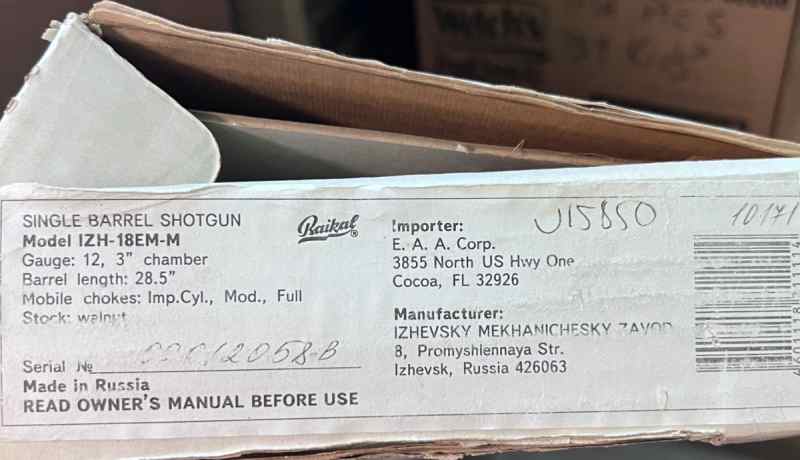 SINGLE BARREL SHOTGUN
Model IZH-18EM-M
Gauge: 12, 3” chamber
Barrel length: 28.5”
Mobile chokes: Imp.Cyl., Mod., Full
Stock: walnut
Serial №
Made in Russia
READ OWNER'S MANUAL BEFORE USE
Baikal®
Importer:
E. A. A. Corp.
3855 North US Hwy One
Cocoa, FL 32926
Manufacturer:
IZHEVSKY MEKHANICHESKY ZAVOD
8, Promyshlennaya Str.
Izhevsk, Russia 426063
U15850